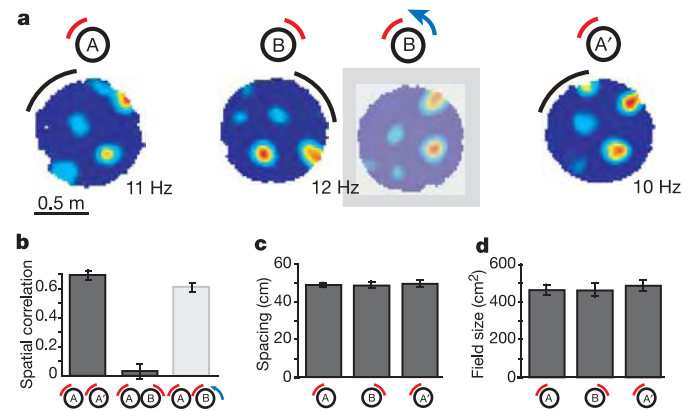 a
A B B A′
11 Hz 12 Hz 10 Hz
0.5 m
b
Spatial correlation
0.6
0.4
0.2
0
A A′ A B A B
c
Spacing (cm)
60
40
20
0
A B A′
d
Field size (cm²)
600
400
200
0
A B A′